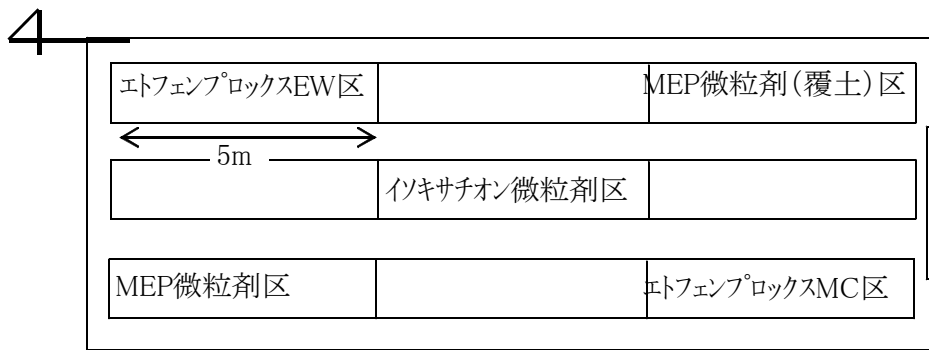 エトフェンプロックスEW区
MEP微粒剤(覆土)区
5m
イソキサチオン微粒剤区
MEP微粒剤区
エトフェンプロックスMC区